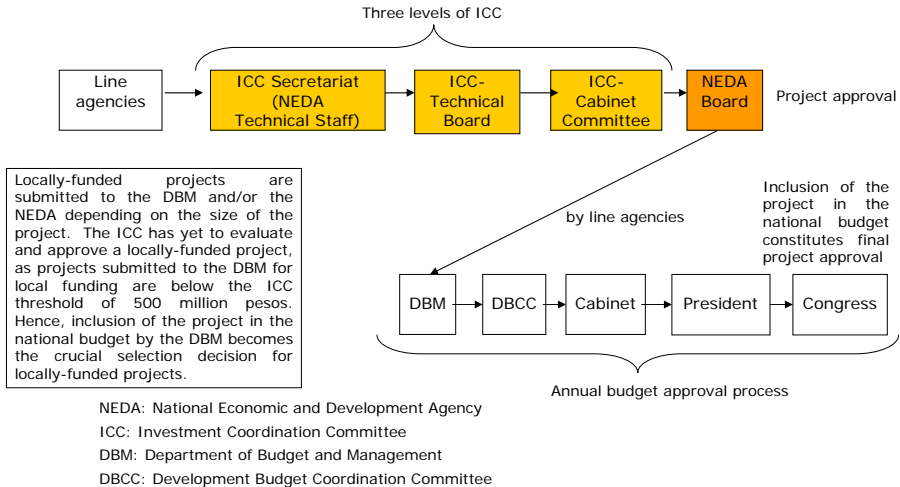 Three levels of ICC
Line
agencies
ICC Secretariat
(NEDA
Technical Staff)
ICC-
Technical
Board
ICC-
Cabinet
Committee
NEDA
Board
Project approval
Locally-funded projects are
submitted to the DBM and/or the
NEDA depending on the size of the
project. The ICC has yet to evaluate
and approve a locally-funded project,
as projects submitted to the DBM for
local funding are below the ICC
threshold of 500 million pesos.
Hence, inclusion of the project in the
national budget by the DBM becomes
the crucial selection decision for
locally-funded projects.
by line agencies
Inclusion of the
project in the
national budget
constitutes final
project approval
DBM
DBCC
Cabinet
President
Congress
Annual budget approval process
NEDA: National Economic and Development Agency
ICC: Investment Coordination Committee
DBM: Department of Budget and Management
DBCC: Development Budget Coordination Committee